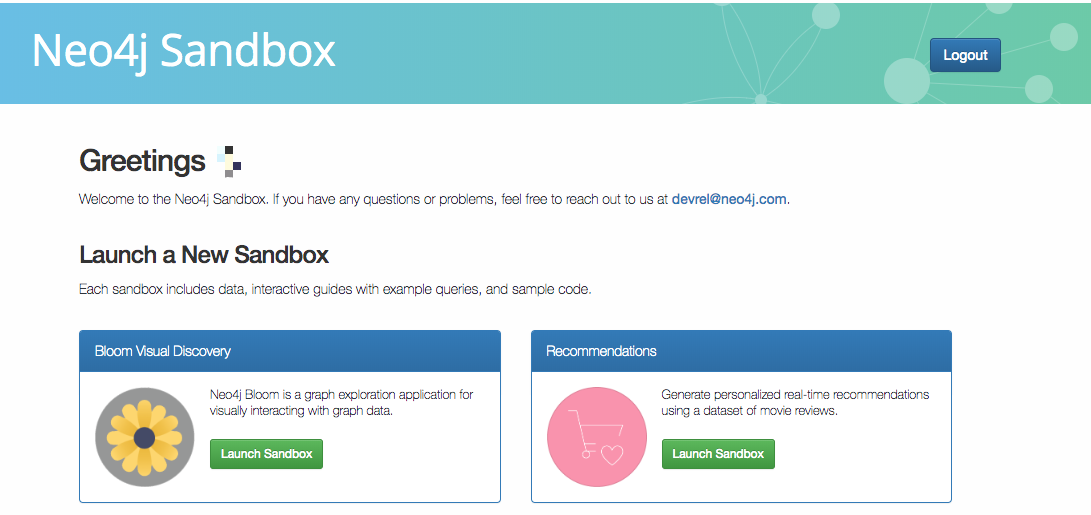 Neo4j Sandbox
Logout
Greetings
Welcome to the Neo4j Sandbox. If you have any questions or problems, feel free to reach out to us at devrel@neo4j.com.
Launch a New Sandbox
Each sandbox includes data, interactive guides with example queries, and sample code.
Bloom Visual Discovery
Neo4j Bloom is a graph exploration application for
visually interacting with graph data.
Launch Sandbox
Recommendations
Generate personalized real-time recommendations
using a dataset of movie reviews.
Launch Sandbox